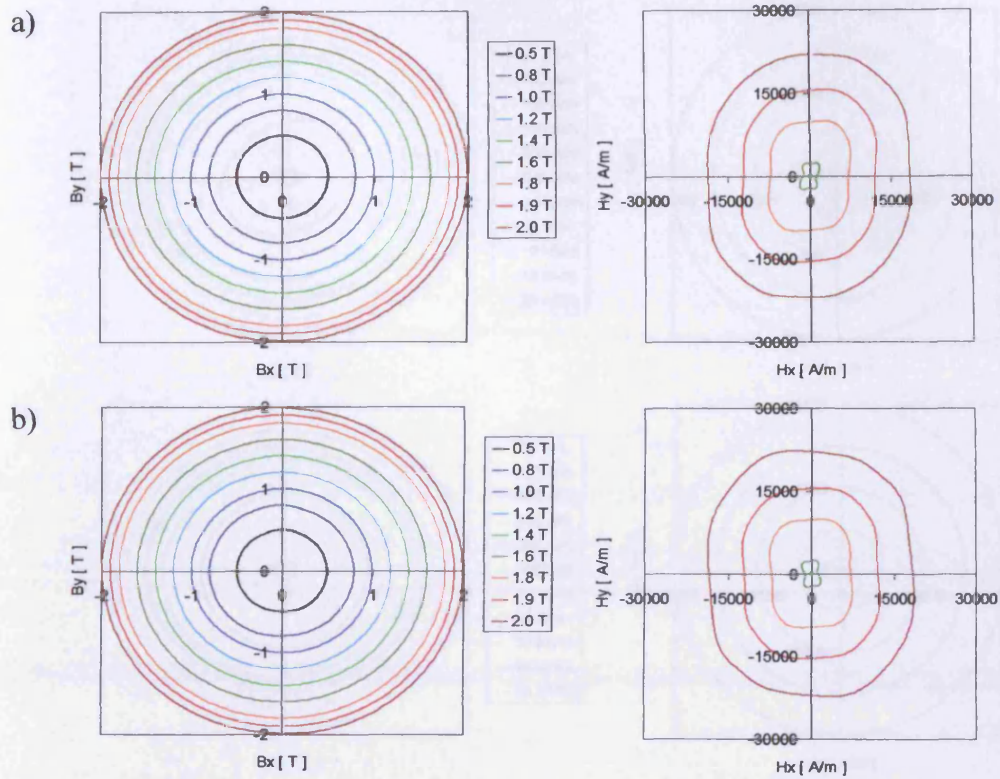 a)
2
1
0
-1
-2
-2
-1
0
1
2
By [ T ]
Bx [ T ]
0.5 T
0.8 T
1.0 T
1.2 T
1.4 T
1.6 T
1.8 T
1.9 T
2.0 T
30000
15000
0
-15000
-30000
-30000
-15000
0
15000
30000
Hy [ A/m ]
Hx [ A/m ]
b)
2
1
0
-1
-2
-2
-1
0
1
2
By [ T ]
Bx [ T ]
0.5 T
0.8 T
1.0 T
1.2 T
1.4 T
1.6 T
1.8 T
1.9 T
2.0 T
30000
15000
0
-15000
-30000
-30000
-15000
0
15000
30000
Hy [ A/m ]
Hx [ A/m ]